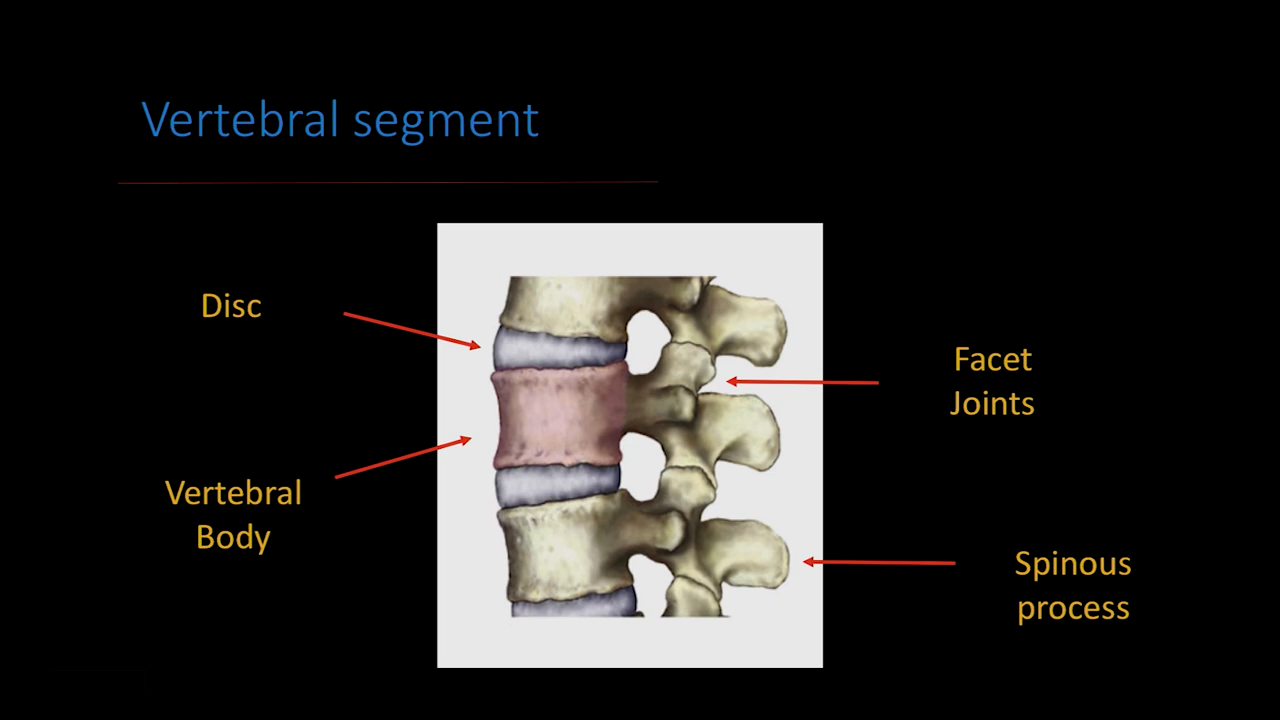 Vertebral segment
Disc
Facet
Joints
Vertebral
Body
Spinous
process